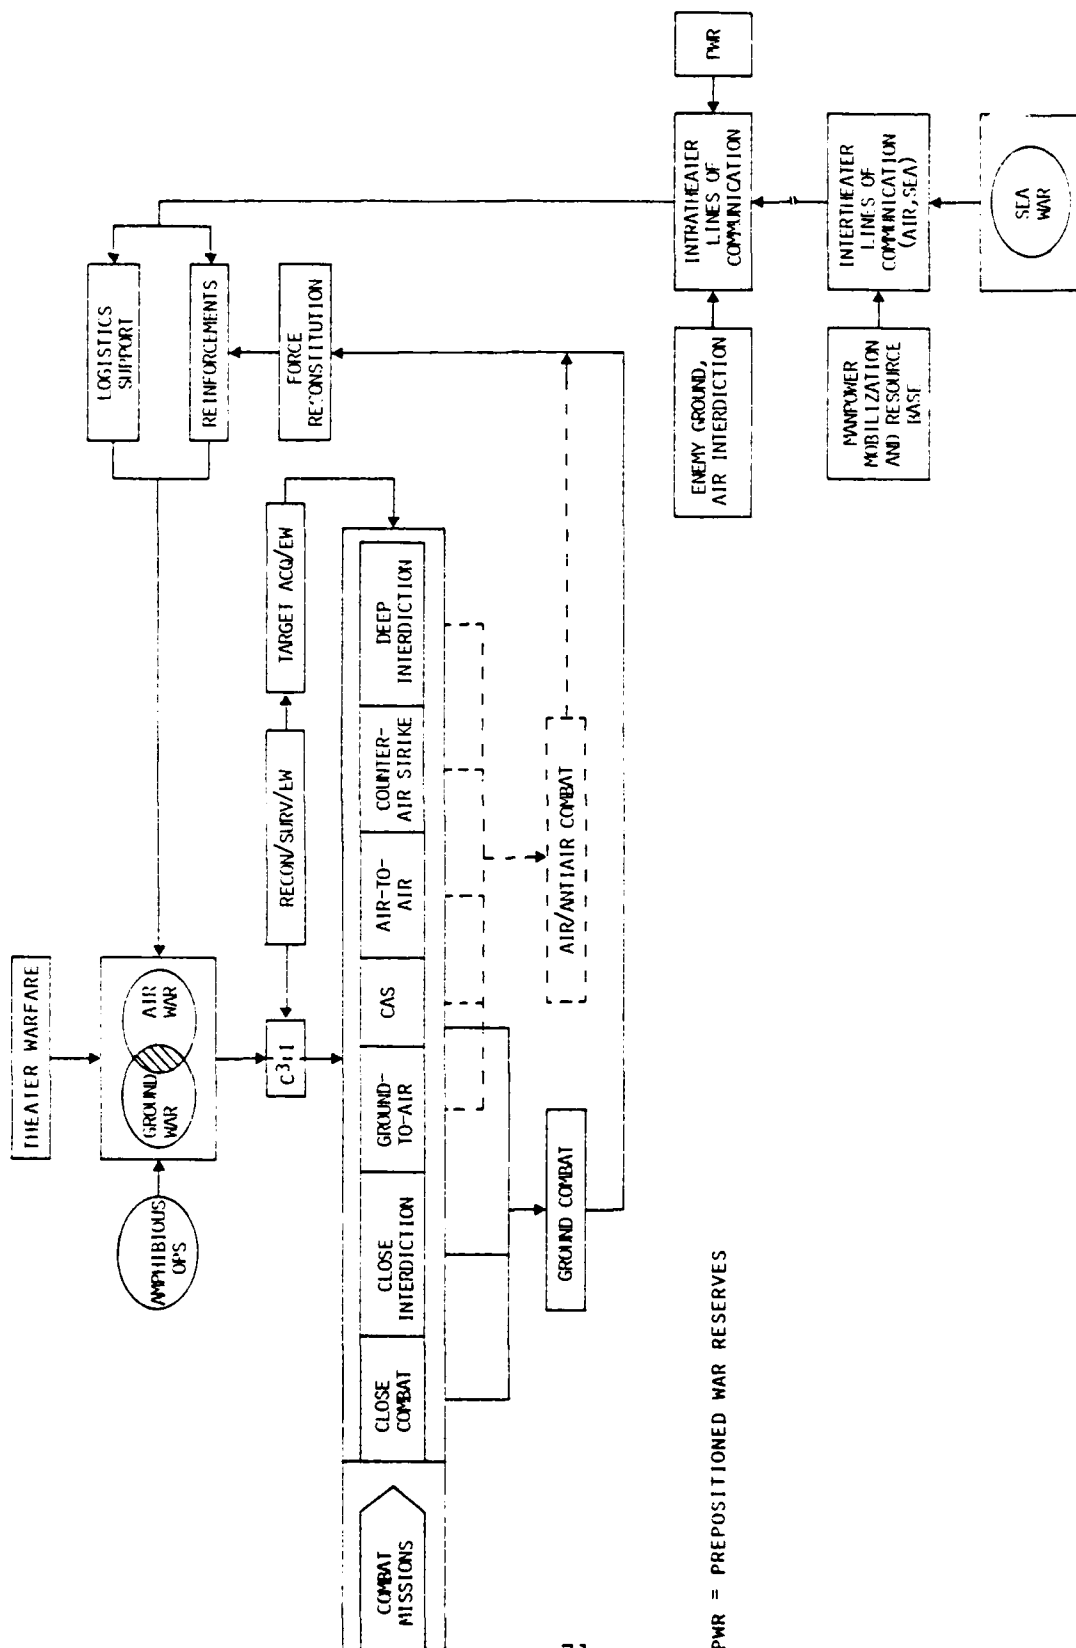 THEATER WARFARE
AMPHIBIOUS
OPS
GROUND
WAR
AIR
WAR
LOGISTICS
SUPPORT
REINFORCEMENTS
FORCE
RECONSTITUTION
C³I
RECON/SURV/EW
TARGET ACQ/EW
COMBAT
MISSIONS
CLOSE
COMBAT
CLOSE
INTERDICTION
GROUND-
TO-AIR
CAS
AIR-TO-
AIR
COUNTER-
AIR STRIKE
DEEP
INTERDICTION
GROUND COMBAT
AIR/ANTIAIR COMBAT
ENEMY GROUND,
AIR INTERDICTION
INTRATHEATER
LINES OF
COMMUNICATION
PWR
MANPOWER
MOBILIZATION
AND RESOURCE
BASE
INTERTHEATER
LINES OF
COMMUNICATION
(AIR,SEA)
SEA
WAR
PWR = PREPOSITIONED WAR RESERVES